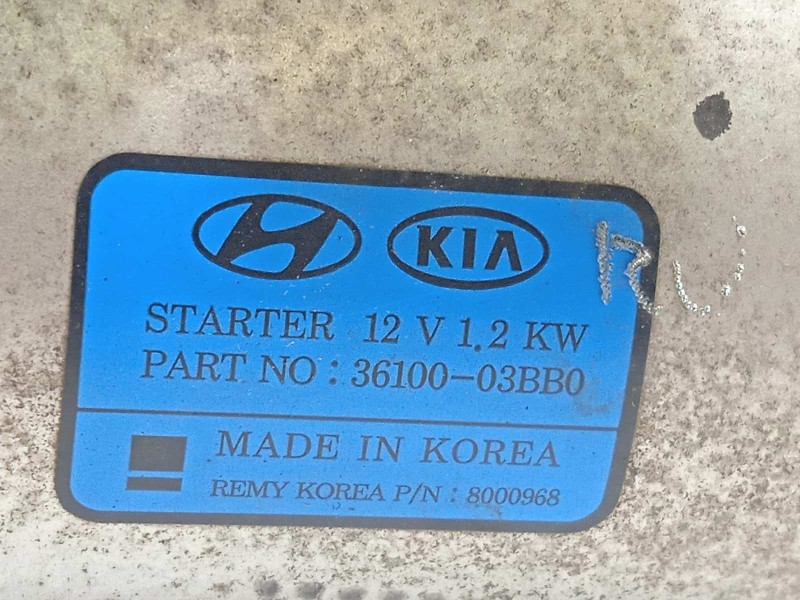 KIA
STARTER 12 V 1.2 KW
PART NO : 36100-03BB0
MADE IN KOREA
REMY KOREA P/N : 8000968